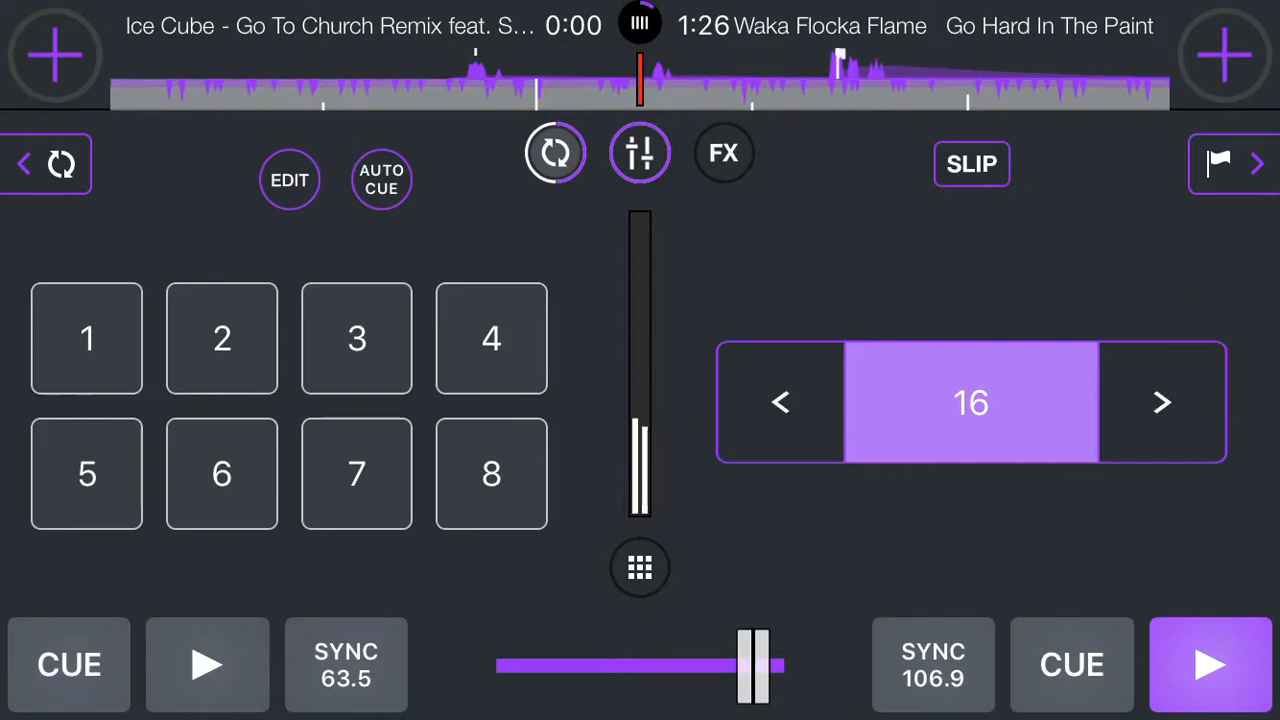 Ice Cube - Go To Church Remix feat. S... 0:00 1:26 Waka Flocka Flame Go Hard In The Paint
EDIT
AUTO
CUE
FX
SLIP
1 2 3 4
5 6 7 8
< 16 >
CUE
SYNC
63.5
SYNC
106.9
CUE